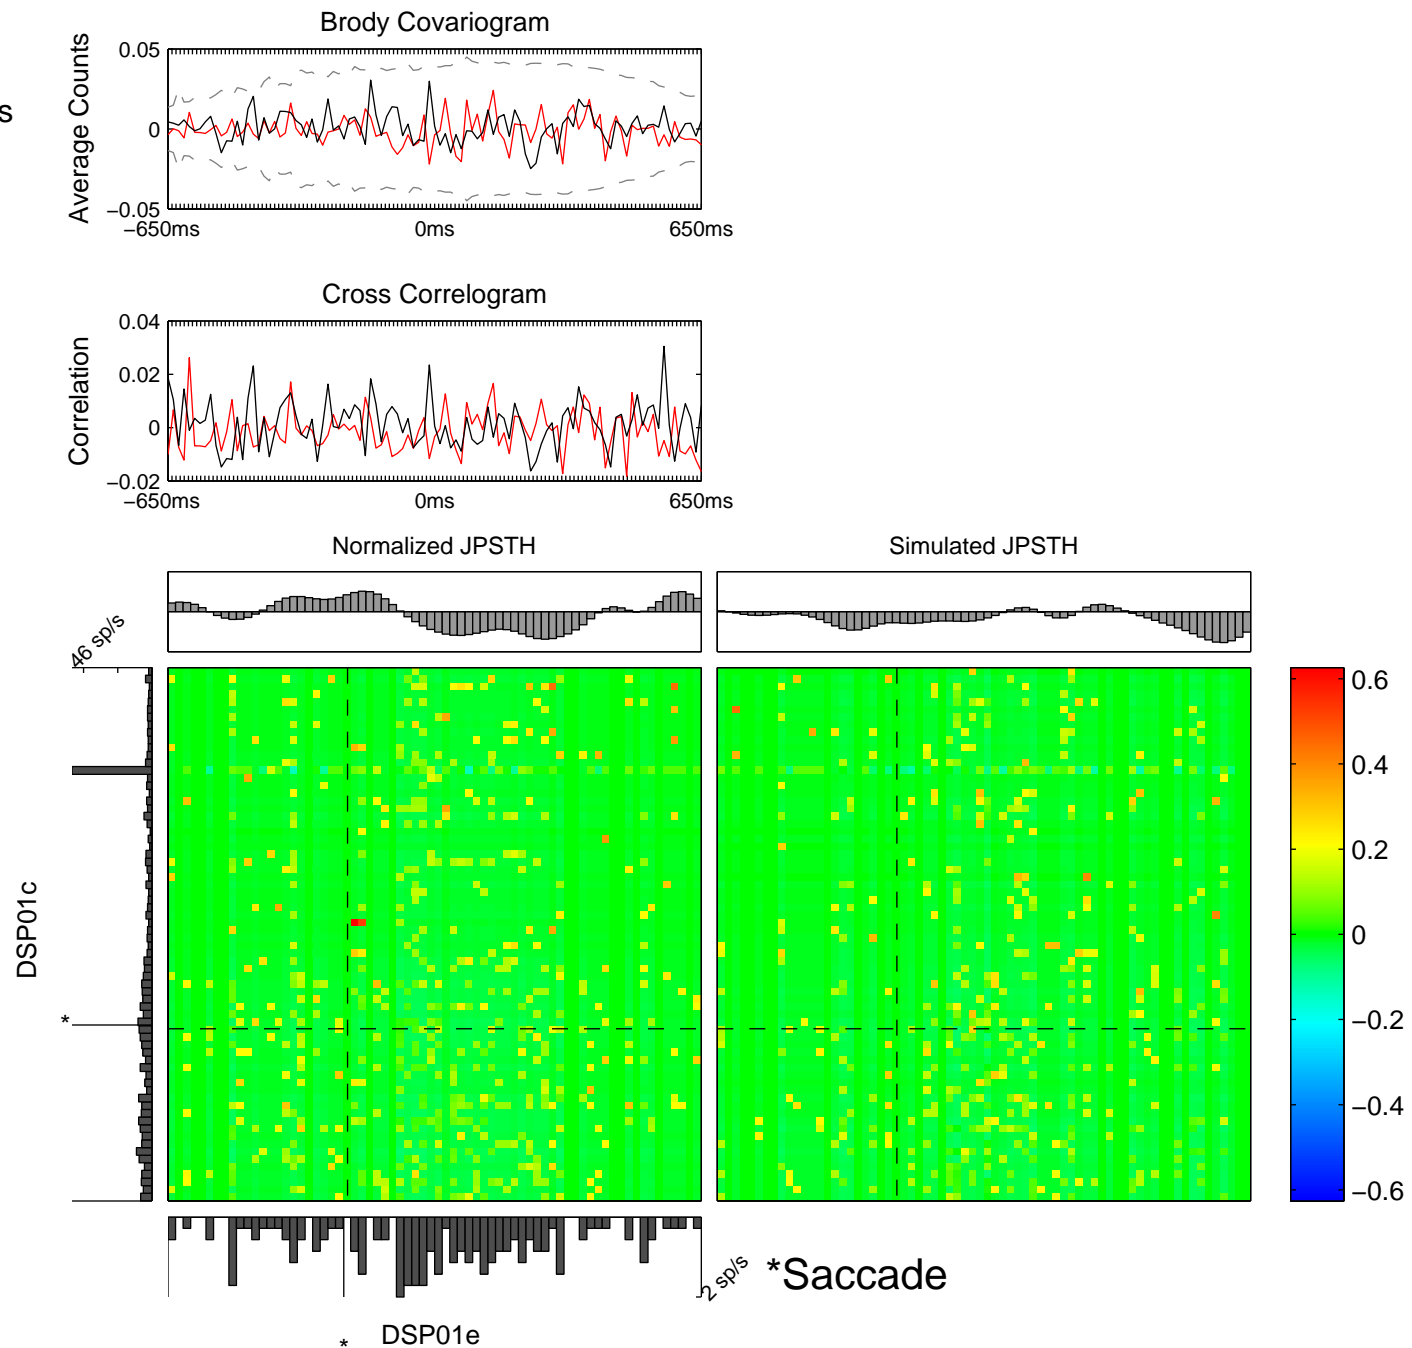 Brody Covariogram
s
Average Counts
0.05
0
−0.05
−650ms
0ms
650ms
Cross Correlogram
Correlation
0.04
0.02
0
−0.02
−650ms
0ms
650ms
Normalized JPSTH
Simulated JPSTH
46 sp/s
DSP01c
*
0.6
0.4
0.2
0
−0.2
−0.4
−0.6
2 sp/s
*Saccade
*
DSP01e